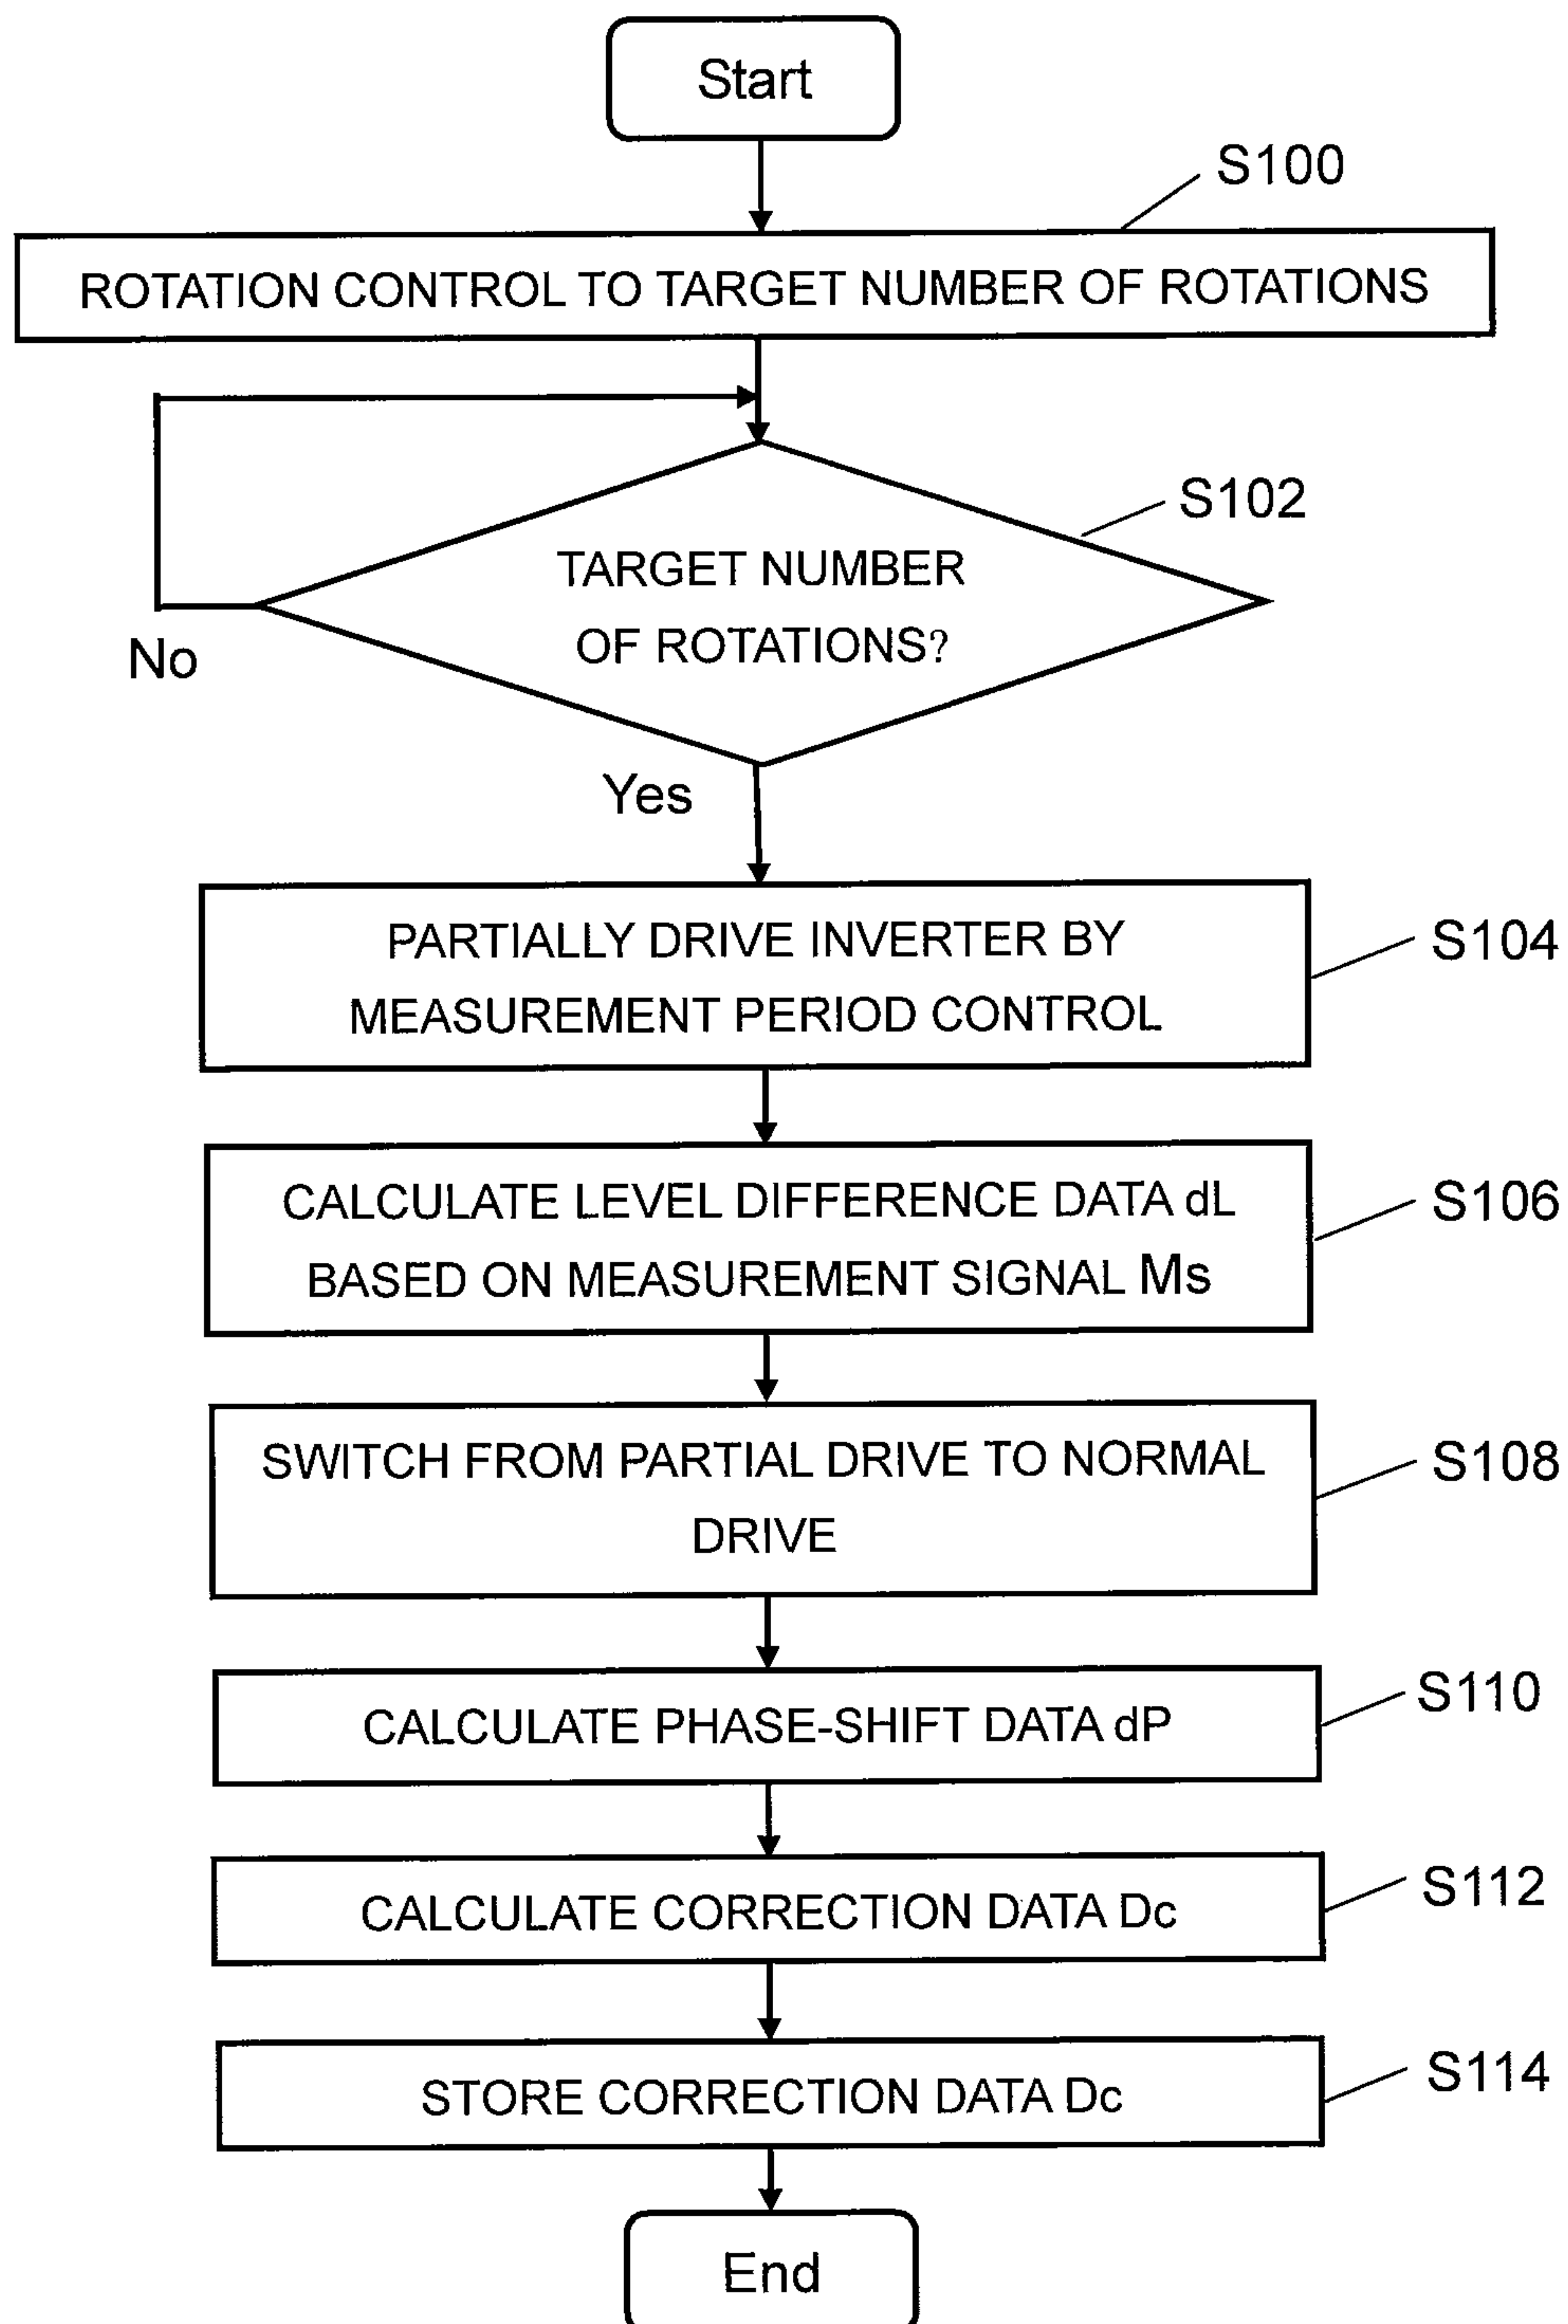 Start
S100
ROTATION CONTROL TO TARGET NUMBER OF ROTATIONS
S102
TARGET NUMBER
OF ROTATIONS?
No
Yes
PARTIALLY DRIVE INVERTER BY
MEASUREMENT PERIOD CONTROL
S104
CALCULATE LEVEL DIFFERENCE DATA dL
BASED ON MEASUREMENT SIGNAL Ms
S106
SWITCH FROM PARTIAL DRIVE TO NORMAL
DRIVE
S108
CALCULATE PHASE-SHIFT DATA dP
S110
CALCULATE CORRECTION DATA Dc
S112
STORE CORRECTION DATA Dc
S114
End